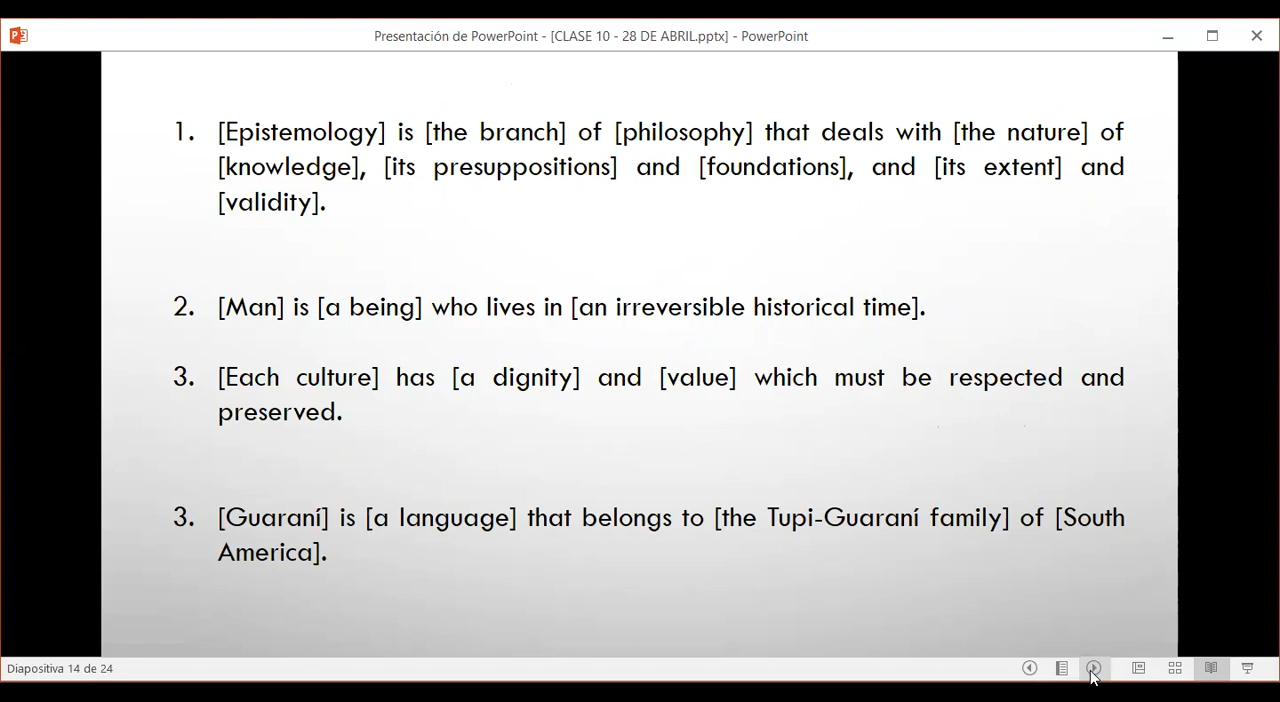 Presentación de PowerPoint - [CLASE 10 - 28 DE ABRIL.pptx] - PowerPoint
1. [Epistemology] is [the branch] of [philosophy] that deals with [the nature] of
[knowledge], [its presuppositions] and [foundations], and [its extent] and
[validity].
2. [Man] is [a being] who lives in [an irreversible historical time].
3. [Each culture] has [a dignity] and [value] which must be respected and
preserved.
3. [Guaraní] is [a language] that belongs to [the Tupi-Guaraní family] of [South
America].
Diapositiva 14 de 24